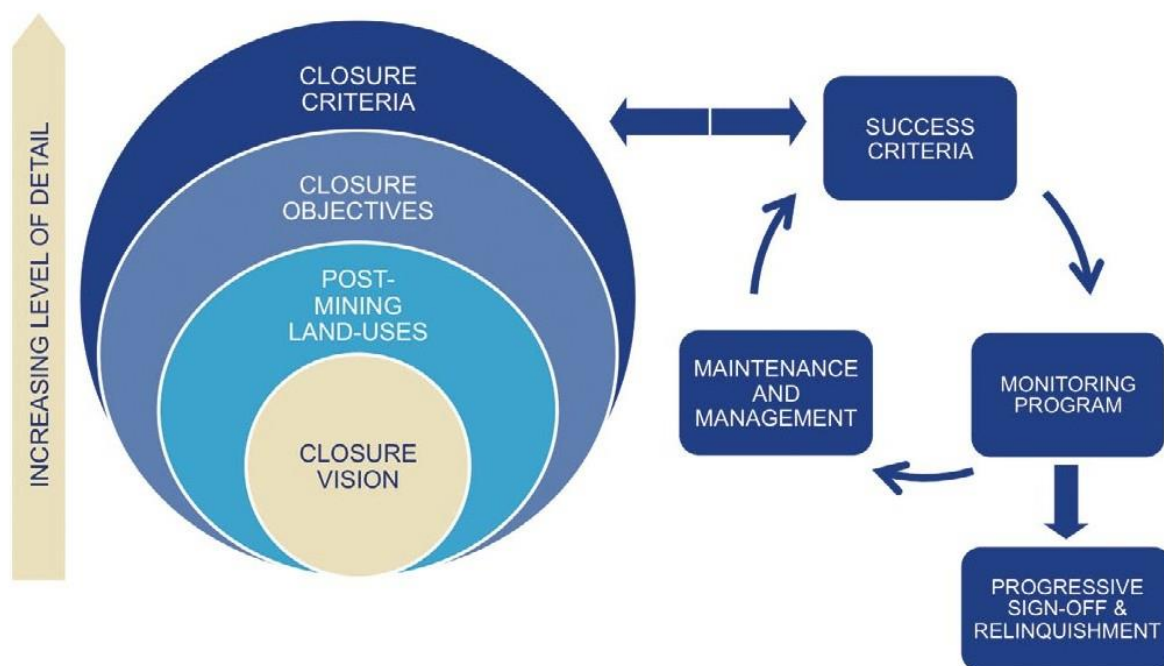 INCREASING LEVEL OF DETAIL
CLOSURE
CRITERIA
CLOSURE
OBJECTIVES
POST-
MINING
LAND-USES
CLOSURE
VISION
SUCCESS
CRITERIA
MAINTENANCE
AND
MANAGEMENT
MONITORING
PROGRAM
PROGRESSIVE
SIGN-OFF &
RELINQUISHMENT